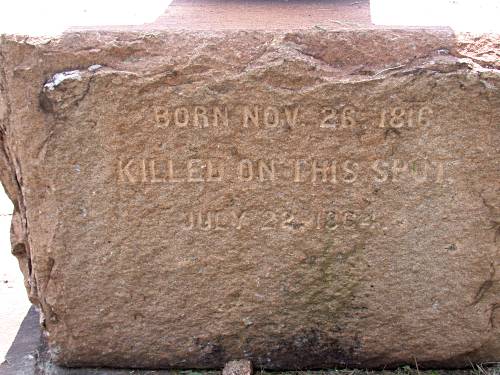 BORN NOV. 26 1816
KILLED ON THIS SPOT
JULY 22 1864.